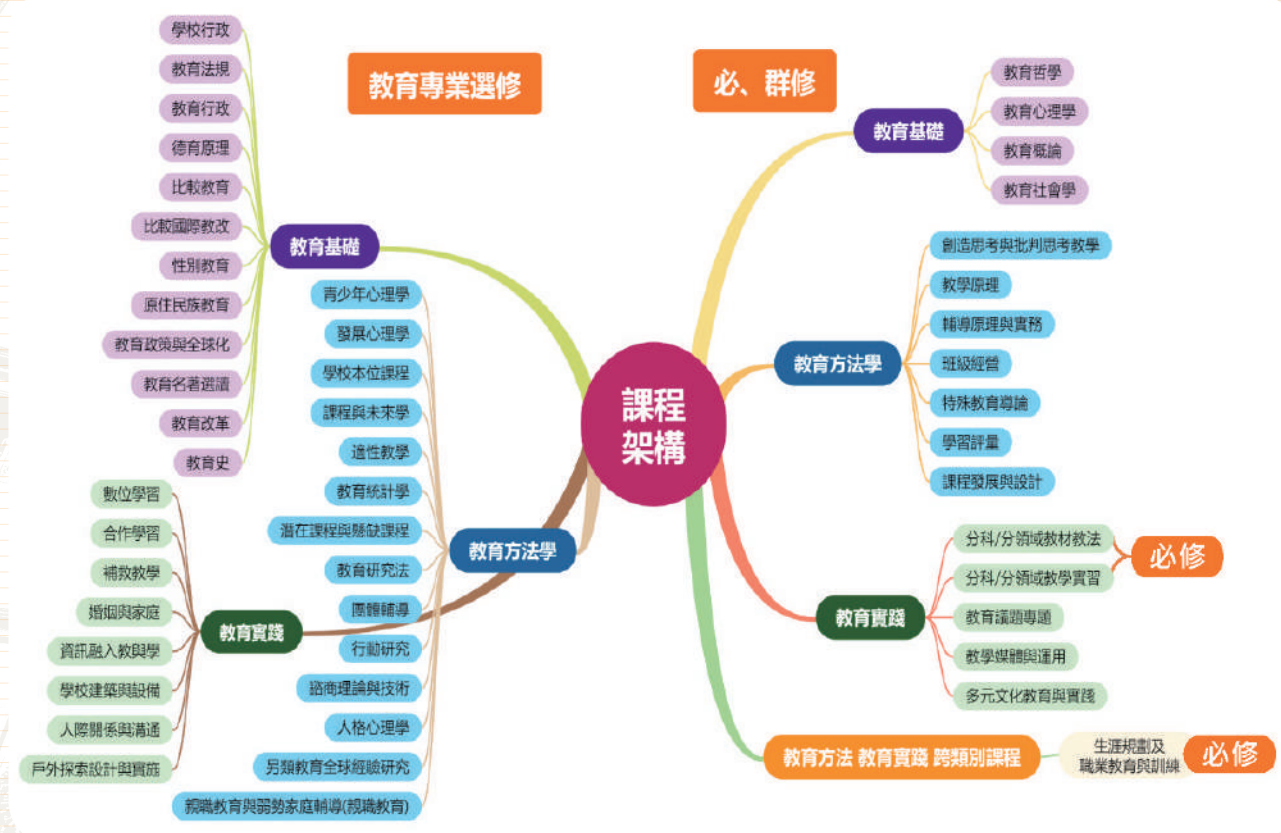 教育專業選修
教育基礎
學校行政
教育法規
教育行政
德育原理
比較教育
比較國際教改
性別教育
原住民族教育
教育政策與全球化
教育名著選讀
教育改革
教育史
教育方法學
青少年心理學
發展心理學
學校本位課程
課程與未來學
適性教學
教育統計學
潛在課程與懸缺課程
教育研究法
團體輔導
行動研究
諮商理論與技術
人格心理學
另類教育全球經驗研究
親職教育與弱勢家庭輔導(親職教育)
教育實踐
數位學習
合作學習
補救教學
婚姻與家庭
資訊融入教與學
學校建築與設備
人際關係與溝通
戶外探索設計與實施
課程
架構
必、群修
教育基礎
教育哲學
教育心理學
教育概論
教育社會學
教育方法學
創造思考與批判思考教學
教學原理
輔導原理與實務
班級經營
特殊教育導論
學習評量
課程發展與設計
教育實踐
分科/分領域教材教法
分科/分領域教學實習
必修
教育議題專題
教學媒體與運用
多元文化教育與實踐
教育方法 教育實踐 跨類別課程
生涯規劃及
職業教育與訓練
必修